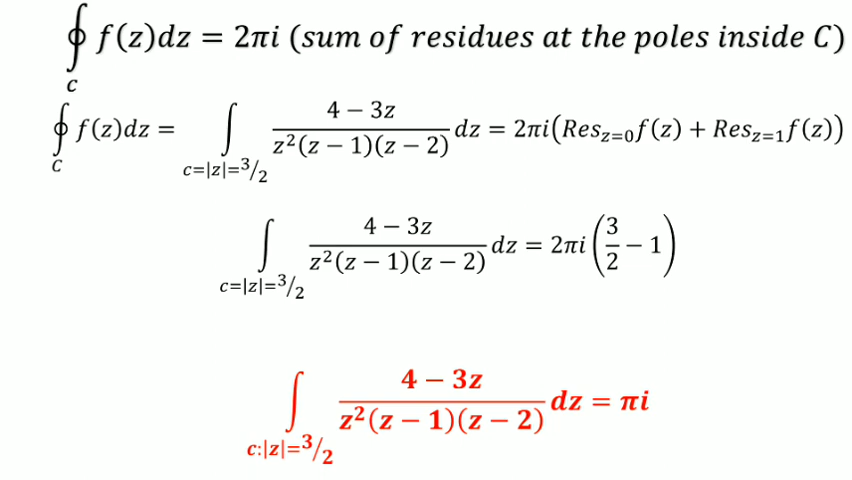 ∮_c f(z)dz = 2πi (sum of residues at the poles inside C)
∮_C f(z)dz = ∫_{c=|z|=3/2} (4 − 3z)/(z²(z − 1)(z − 2)) dz = 2πi(Res_{z=0}f(z) + Res_{z=1}f(z))
∫_{c=|z|=3/2} (4 − 3z)/(z²(z − 1)(z − 2)) dz = 2πi(3/2 − 1)
∫_{c:|z|=3/2} (4 − 3z)/(z²(z − 1)(z − 2)) dz = πi